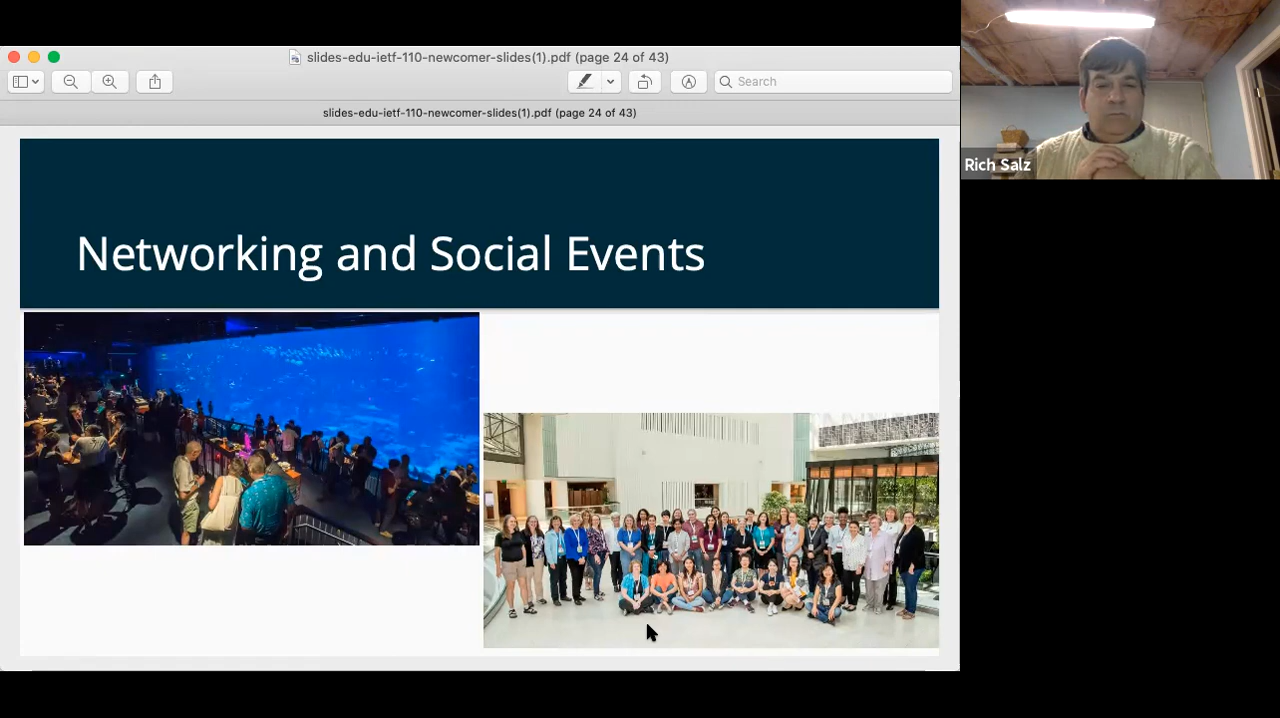 slides-edu-ietf-110-newcomer-slides(1).pdf (page 24 of 43)
Search
slides-edu-ietf-110-newcomer-slides(1).pdf (page 24 of 43)
Rich Salz
Networking and Social Events